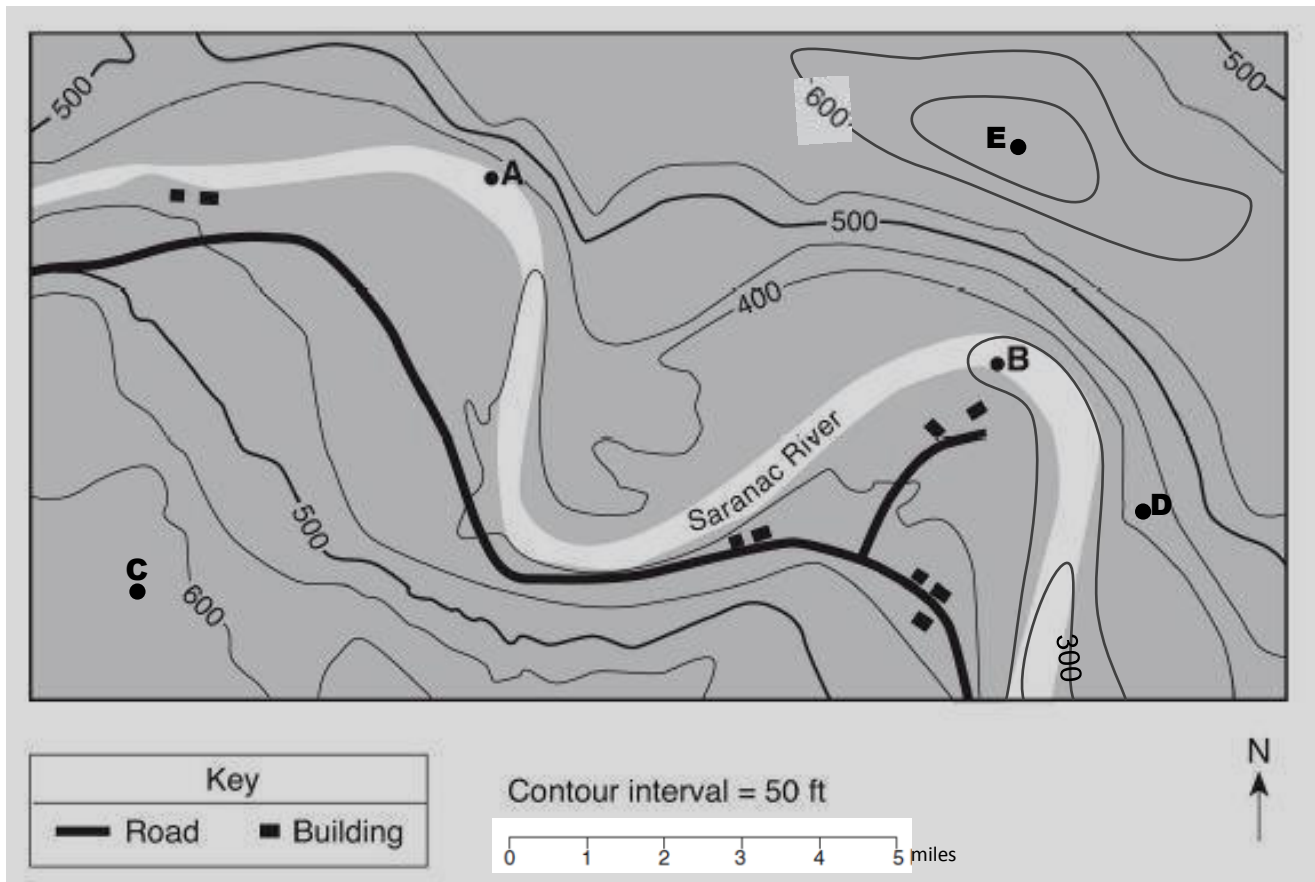 500
500
600
E
A
500
400
B
Saranac River
D
500
C
600
300
Key
Road
Building
Contour interval = 50 ft
0 1 2 3 4 5 miles
N